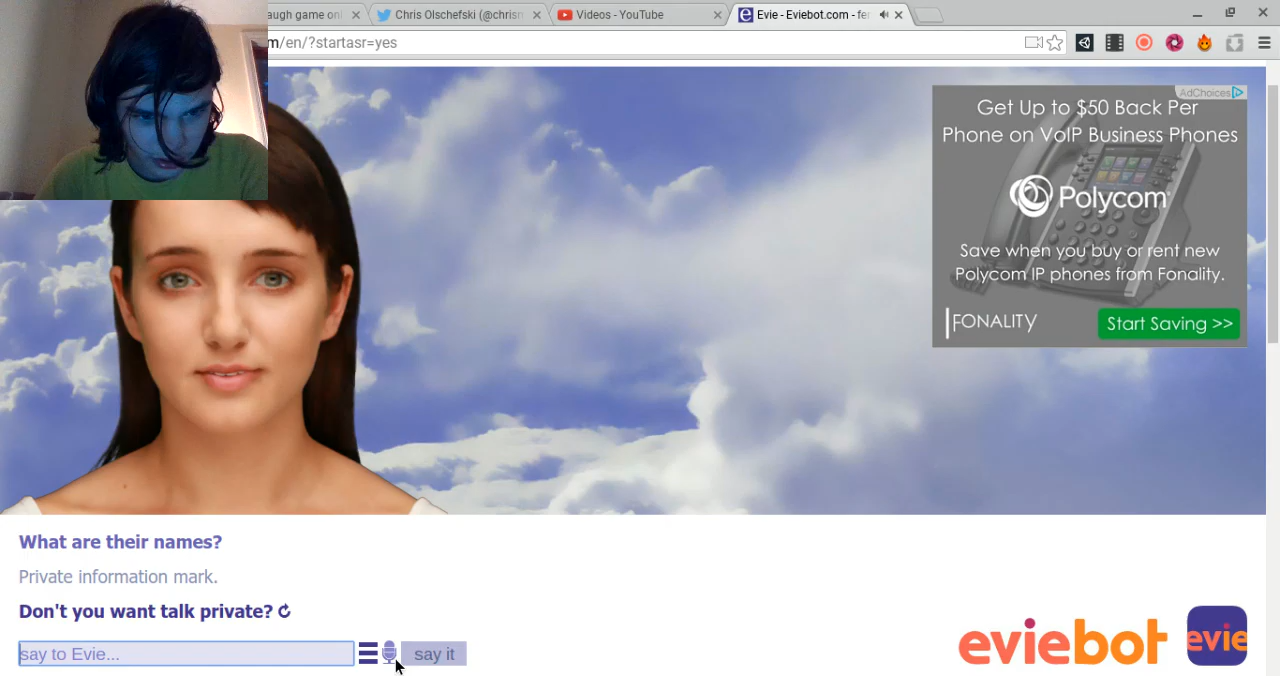 augh game onl
Chris Olschefski (@chrisn
Videos - YouTube
Evie - Eviebot.com - fer
m/en/?startasr=yes
AdChoices
Get Up to $50 Back Per
Phone on VoIP Business Phones
Polycom
Save when you buy or rent new
Polycom IP phones from Fonality.
FONALITY
Start Saving >>
What are their names?
Private information mark.
Don't you want talk private?
say to Evie...
say it
eviebot
evie